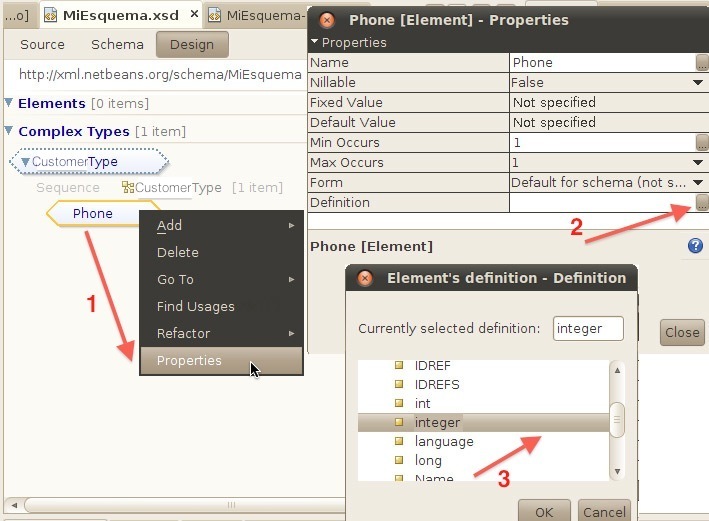 ...o]
MiEsquema.xsd
MiEsquema-
Source Schema Design
http://xml.netbeans.org/schema/MiEsquema
Elements [0 items]
Complex Types [1 item]
CustomerType
Sequence CustomerType [1 item]
Phone
1
Add
Delete
Go To
Find Usages
Refactor
Properties
Phone [Element] - Properties
Properties
Name Phone
Nillable False
Fixed Value Not specified
Default Value Not specified
Min Occurs 1
Max Occurs 1
Form Default for schema (not s...
Definition
2
Phone [Element]
Close
Element's definition - Definition
Currently selected definition: integer
IDREF
IDREFS
int
integer
language
long
Name
3
OK Cancel